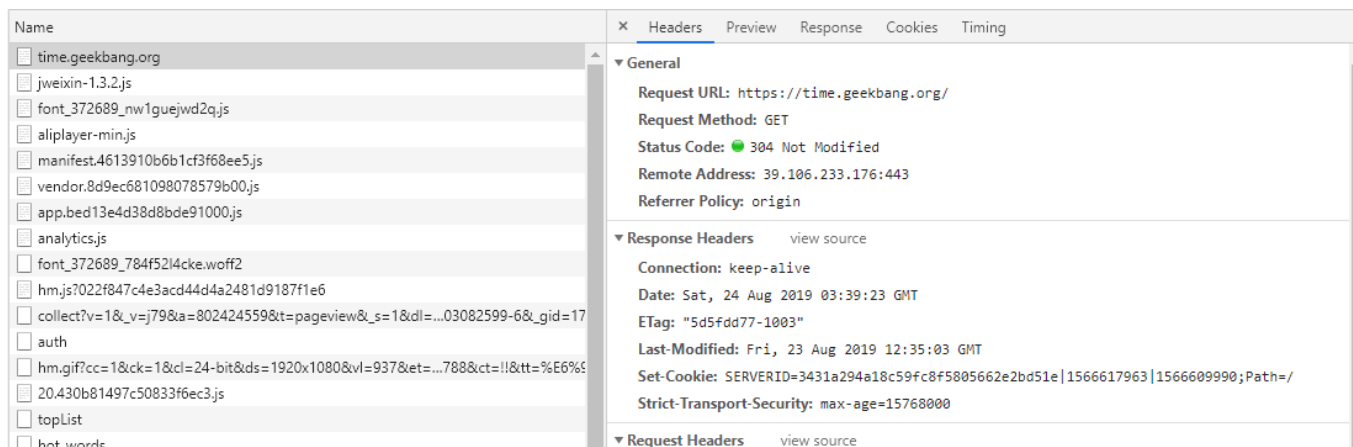 Name
time.geekbang.org
jweixin-1.3.2.js
font_372689_nw1guejwd2q.js
aliplayer-min.js
manifest.4613910b6b1cf3f68ee5.js
vendor.8d9ec681098078579b00.js
app.bed13e4d38d8bde91000.js
analytics.js
font_372689_784f52l4cke.woff2
hm.js?022f847c4e3acd44d4a2481d9187f1e6
collect?v=1&_v=j79&a=802424559&t=pageview&_s=1&dl=...03082599-6&_gid=17
auth
hm.gif?cc=1&ck=1&cl=24-bit&ds=1920x1080&vl=937&et=...788&ct=!!&tt=%E6%9
20.430b81497c50833f6ec3.js
topList
hot_words
× Headers Preview Response Cookies Timing
▼ General
Request URL: https://time.geekbang.org/
Request Method: GET
Status Code: 304 Not Modified
Remote Address: 39.106.233.176:443
Referrer Policy: origin
▼ Response Headers view source
Connection: keep-alive
Date: Sat, 24 Aug 2019 03:39:23 GMT
ETag: "5d5fdd77-1003"
Last-Modified: Fri, 23 Aug 2019 12:35:03 GMT
Set-Cookie: SERVERID=3431a294a18c59fc8f5805662e2bd51e|1566617963|1566609990;Path=/
Strict-Transport-Security: max-age=15768000
▼ Request Headers view source